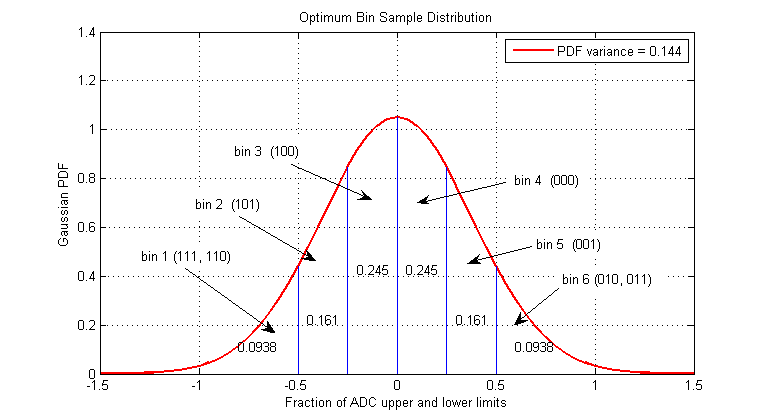 Optimum Bin Sample Distribution
PDF variance = 0.144
Gaussian PDF
1.4
1.2
1
0.8
0.6
0.4
0.2
0
bin 3 (100)
bin 4 (000)
bin 2 (101)
bin 5 (001)
bin 1 (111, 110)
bin 6 (010, 011)
0.245
0.245
0.161
0.161
0.0938
0.0938
-1.5
-1
-0.5
0
0.5
1
1.5
Fraction of ADC upper and lower limits